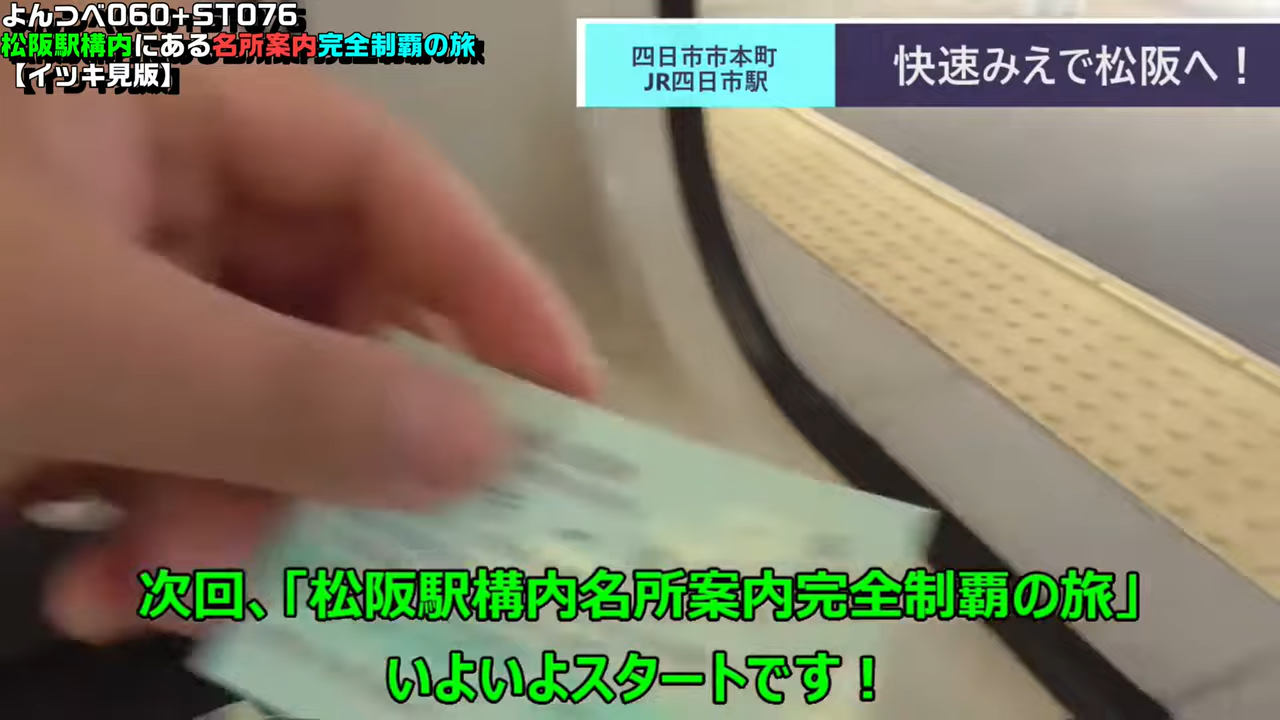 よんつべ060+ST076
松阪駅構内にある名所案内完全制覇の旅
【イツキ見版】
四日市市本町
JR四日市駅
快速みえで松阪へ！
次回、「松阪駅構内名所案内完全制覇の旅」
いよいよスタートです！